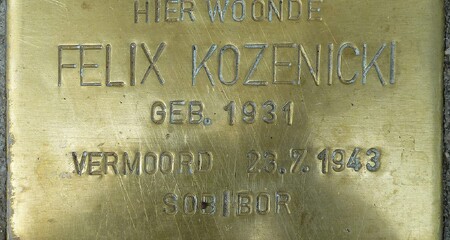 HIER WOONDE
FELIX KOZENICKI
GEB. 1931
VERMOORD 23.7.1943
SOBIBOR